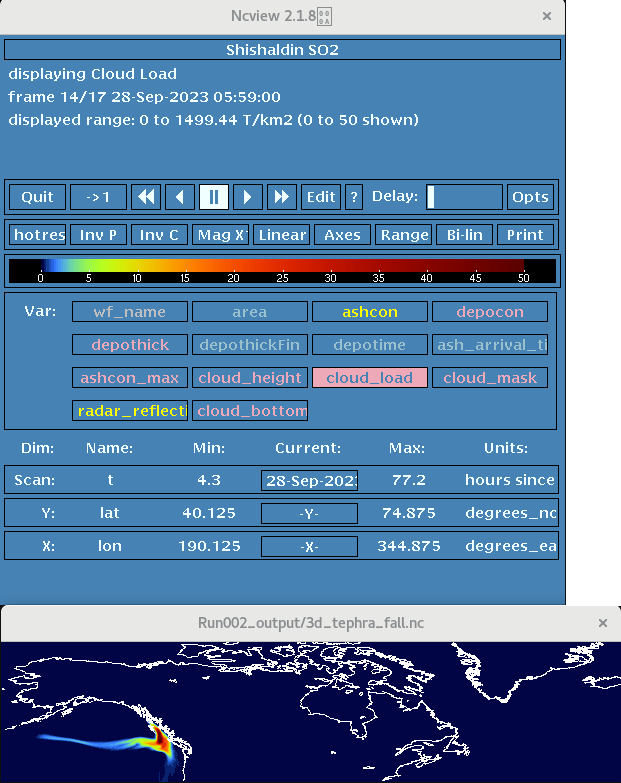 Ncview 2.1.8
Shishaldin SO2
displaying Cloud Load
frame 14/17 28-Sep-2023 05:59:00
displayed range: 0 to 1499.44 T/km2 (0 to 50 shown)
Quit ->1 Edit ? Delay: Opts
hotres Inv P Inv C Mag X Linear Axes Range Bi-lin Print
0 5 10 15 20 25 30 35 40 45 50
Var: wf_name area ashcon depocon
depothick depothickFin depotime ash_arrival_ti
ashcon_max cloud_height cloud_load cloud_mask
radar_reflecti cloud_bottom
Dim: Name: Min: Current: Max: Units:
Scan: t 4.3 28-Sep-202 77.2 hours since
Y: lat 40.125 -Y- 74.875 degrees_no
X: lon 190.125 -X- 344.875 degrees_ea
Run002_output/3d_tephra_fall.nc